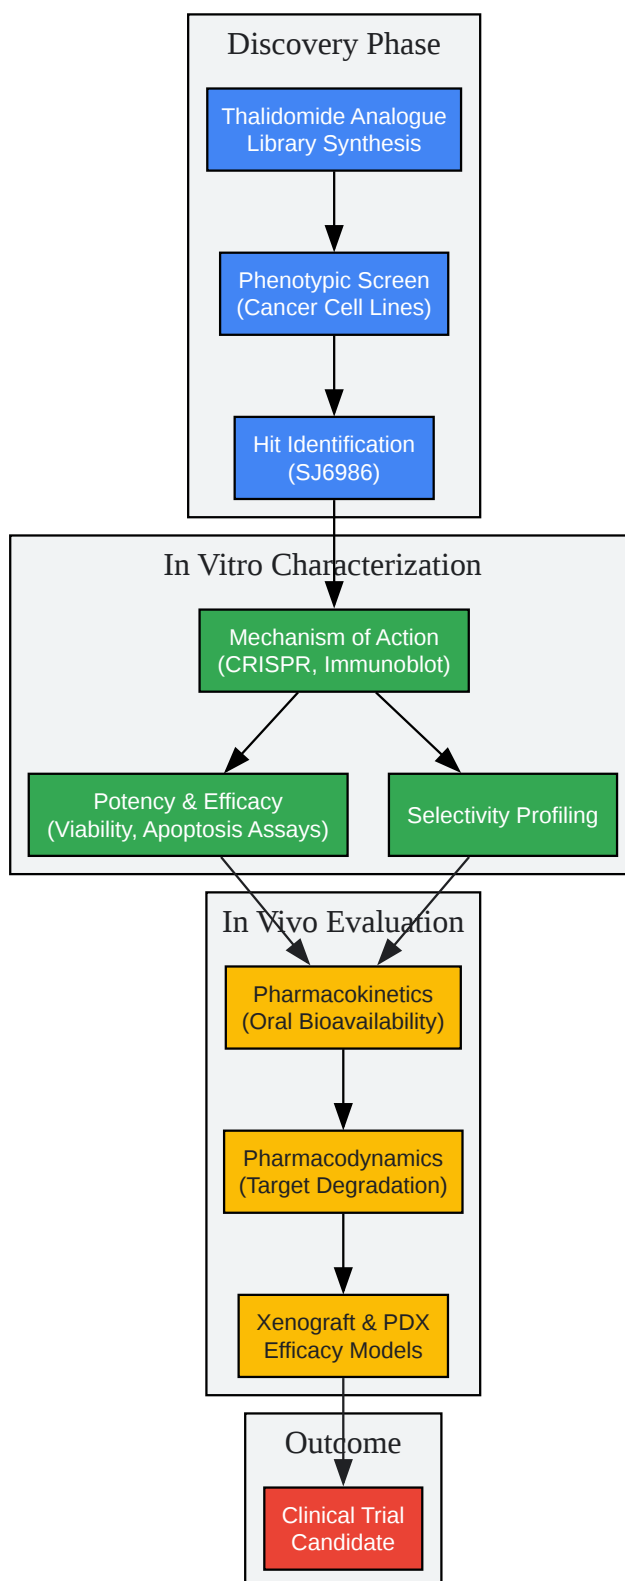 Discovery Phase
Thalidomide Analogue
Library Synthesis
Phenotypic Screen
(Cancer Cell Lines)
Hit Identification
(SJ6986)
In Vitro Characterization
Mechanism of Action
(CRISPR, Immunoblot)
Potency & Efficacy
(Viability, Apoptosis Assays)
Selectivity Profiling
In Vivo Evaluation
Pharmacokinetics
(Oral Bioavailability)
Pharmacodynamics
(Target Degradation)
Xenograft & PDX
Efficacy Models
Outcome
Clinical Trial
Candidate